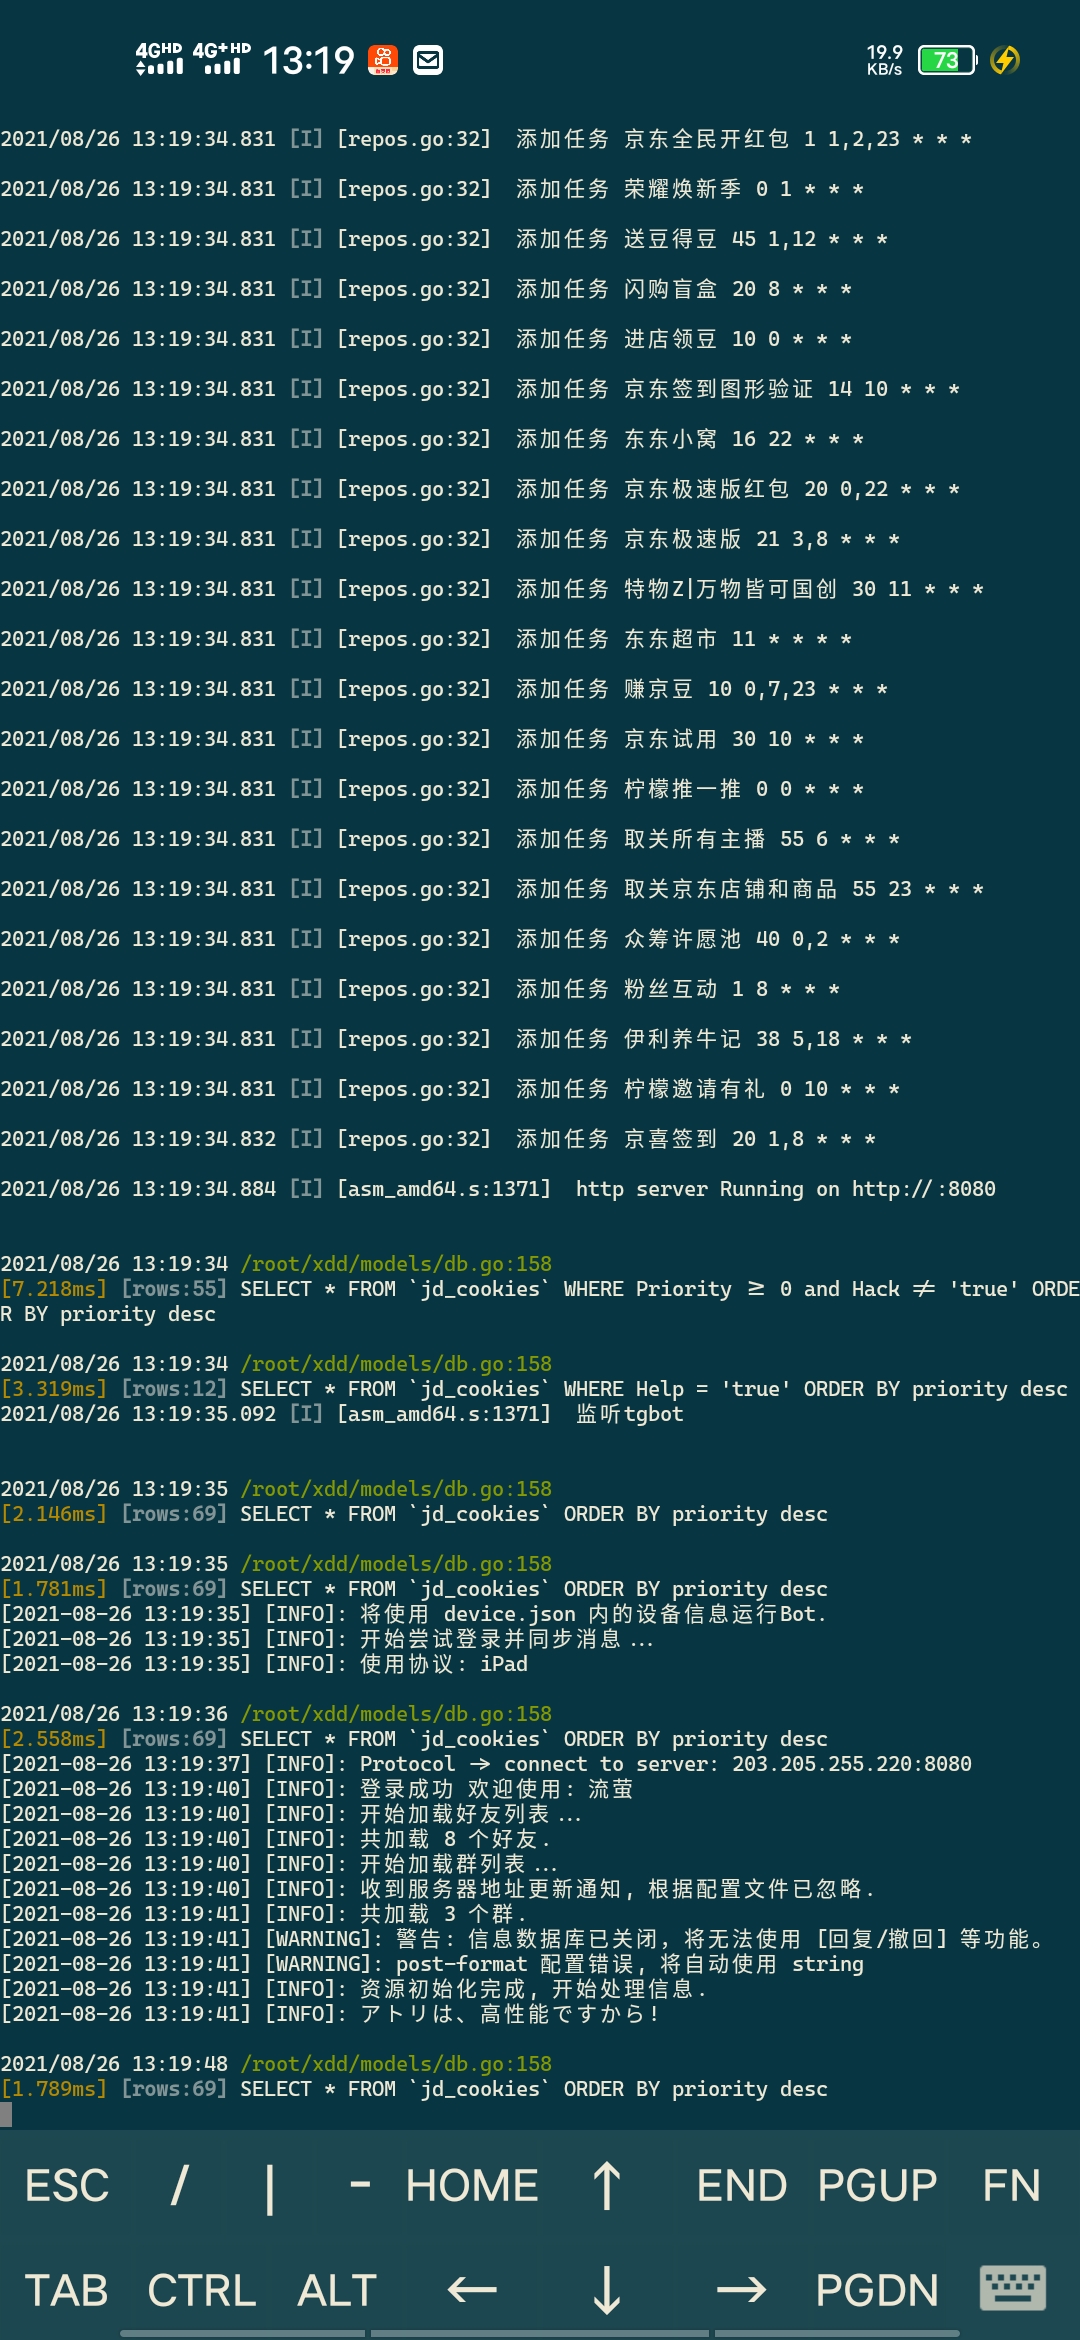 4GHD 4G+HD 13:19 19.9 KB/s 73
2021/08/26 13:19:34.831 [I] [repos.go:32]  添加任务 京东全民开红包 1 1,2,23 * * *
2021/08/26 13:19:34.831 [I] [repos.go:32]  添加任务 荣耀焕新季 0 1 * * *
2021/08/26 13:19:34.831 [I] [repos.go:32]  添加任务 送豆得豆 45 1,12 * * *
2021/08/26 13:19:34.831 [I] [repos.go:32]  添加任务 闪购盲盒 20 8 * * *
2021/08/26 13:19:34.831 [I] [repos.go:32]  添加任务 进店领豆 10 0 * * *
2021/08/26 13:19:34.831 [I] [repos.go:32]  添加任务 京东签到图形验证 14 10 * * *
2021/08/26 13:19:34.831 [I] [repos.go:32]  添加任务 东东小窝 16 22 * * *
2021/08/26 13:19:34.831 [I] [repos.go:32]  添加任务 京东极速版红包 20 0,22 * * *
2021/08/26 13:19:34.831 [I] [repos.go:32]  添加任务 京东极速版 21 3,8 * * *
2021/08/26 13:19:34.831 [I] [repos.go:32]  添加任务 特物Z|万物皆可国创 30 11 * * *
2021/08/26 13:19:34.831 [I] [repos.go:32]  添加任务 东东超市 11 * * * *
2021/08/26 13:19:34.831 [I] [repos.go:32]  添加任务 赚京豆 10 0,7,23 * * *
2021/08/26 13:19:34.831 [I] [repos.go:32]  添加任务 京东试用 30 10 * * *
2021/08/26 13:19:34.831 [I] [repos.go:32]  添加任务 柠檬推一推 0 0 * * *
2021/08/26 13:19:34.831 [I] [repos.go:32]  添加任务 取关所有主播 55 6 * * *
2021/08/26 13:19:34.831 [I] [repos.go:32]  添加任务 取关京东店铺和商品 55 23 * * *
2021/08/26 13:19:34.831 [I] [repos.go:32]  添加任务 众筹许愿池 40 0,2 * * *
2021/08/26 13:19:34.831 [I] [repos.go:32]  添加任务 粉丝互动 1 8 * * *
2021/08/26 13:19:34.831 [I] [repos.go:32]  添加任务 伊利养牛记 38 5,18 * * *
2021/08/26 13:19:34.831 [I] [repos.go:32]  添加任务 柠檬邀请有礼 0 10 * * *
2021/08/26 13:19:34.832 [I] [repos.go:32]  添加任务 京喜签到 20 1,8 * * *
2021/08/26 13:19:34.884 [I] [asm_amd64.s:1371]  http server Running on http://:8080
2021/08/26 13:19:34 /root/xdd/models/db.go:158
[7.218ms] [rows:55] SELECT * FROM `jd_cookies` WHERE Priority ≥ 0 and Hack ≠ 'true' ORDE
R BY priority desc
2021/08/26 13:19:34 /root/xdd/models/db.go:158
[3.319ms] [rows:12] SELECT * FROM `jd_cookies` WHERE Help = 'true' ORDER BY priority desc
2021/08/26 13:19:35.092 [I] [asm_amd64.s:1371]  监听tgbot
2021/08/26 13:19:35 /root/xdd/models/db.go:158
[2.146ms] [rows:69] SELECT * FROM `jd_cookies` ORDER BY priority desc
2021/08/26 13:19:35 /root/xdd/models/db.go:158
[1.781ms] [rows:69] SELECT * FROM `jd_cookies` ORDER BY priority desc
[2021-08-26 13:19:35] [INFO]: 将使用 device.json 内的设备信息运行Bot.
[2021-08-26 13:19:35] [INFO]: 开始尝试登录并同步消息...
[2021-08-26 13:19:35] [INFO]: 使用协议: iPad
2021/08/26 13:19:36 /root/xdd/models/db.go:158
[2.558ms] [rows:69] SELECT * FROM `jd_cookies` ORDER BY priority desc
[2021-08-26 13:19:37] [INFO]: Protocol → connect to server: 203.205.255.220:8080
[2021-08-26 13:19:40] [INFO]: 登录成功 欢迎使用: 流萤
[2021-08-26 13:19:40] [INFO]: 开始加载好友列表...
[2021-08-26 13:19:40] [INFO]: 共加载 8 个好友.
[2021-08-26 13:19:40] [INFO]: 开始加载群列表...
[2021-08-26 13:19:40] [INFO]: 收到服务器地址更新通知, 根据配置文件已忽略.
[2021-08-26 13:19:41] [INFO]: 共加载 3 个群.
[2021-08-26 13:19:41] [WARNING]: 警告: 信息数据库已关闭，将无法使用 [回复/撤回] 等功能。
[2021-08-26 13:19:41] [WARNING]: post-format 配置错误, 将自动使用 string
[2021-08-26 13:19:41] [INFO]: 资源初始化完成, 开始处理信息.
[2021-08-26 13:19:41] [INFO]: アトリは、高性能ですから!
2021/08/26 13:19:48 /root/xdd/models/db.go:158
[1.789ms] [rows:69] SELECT * FROM `jd_cookies` ORDER BY priority desc
ESC / | - HOME ↑ END PGUP FN
TAB CTRL ALT ← ↓ → PGDN